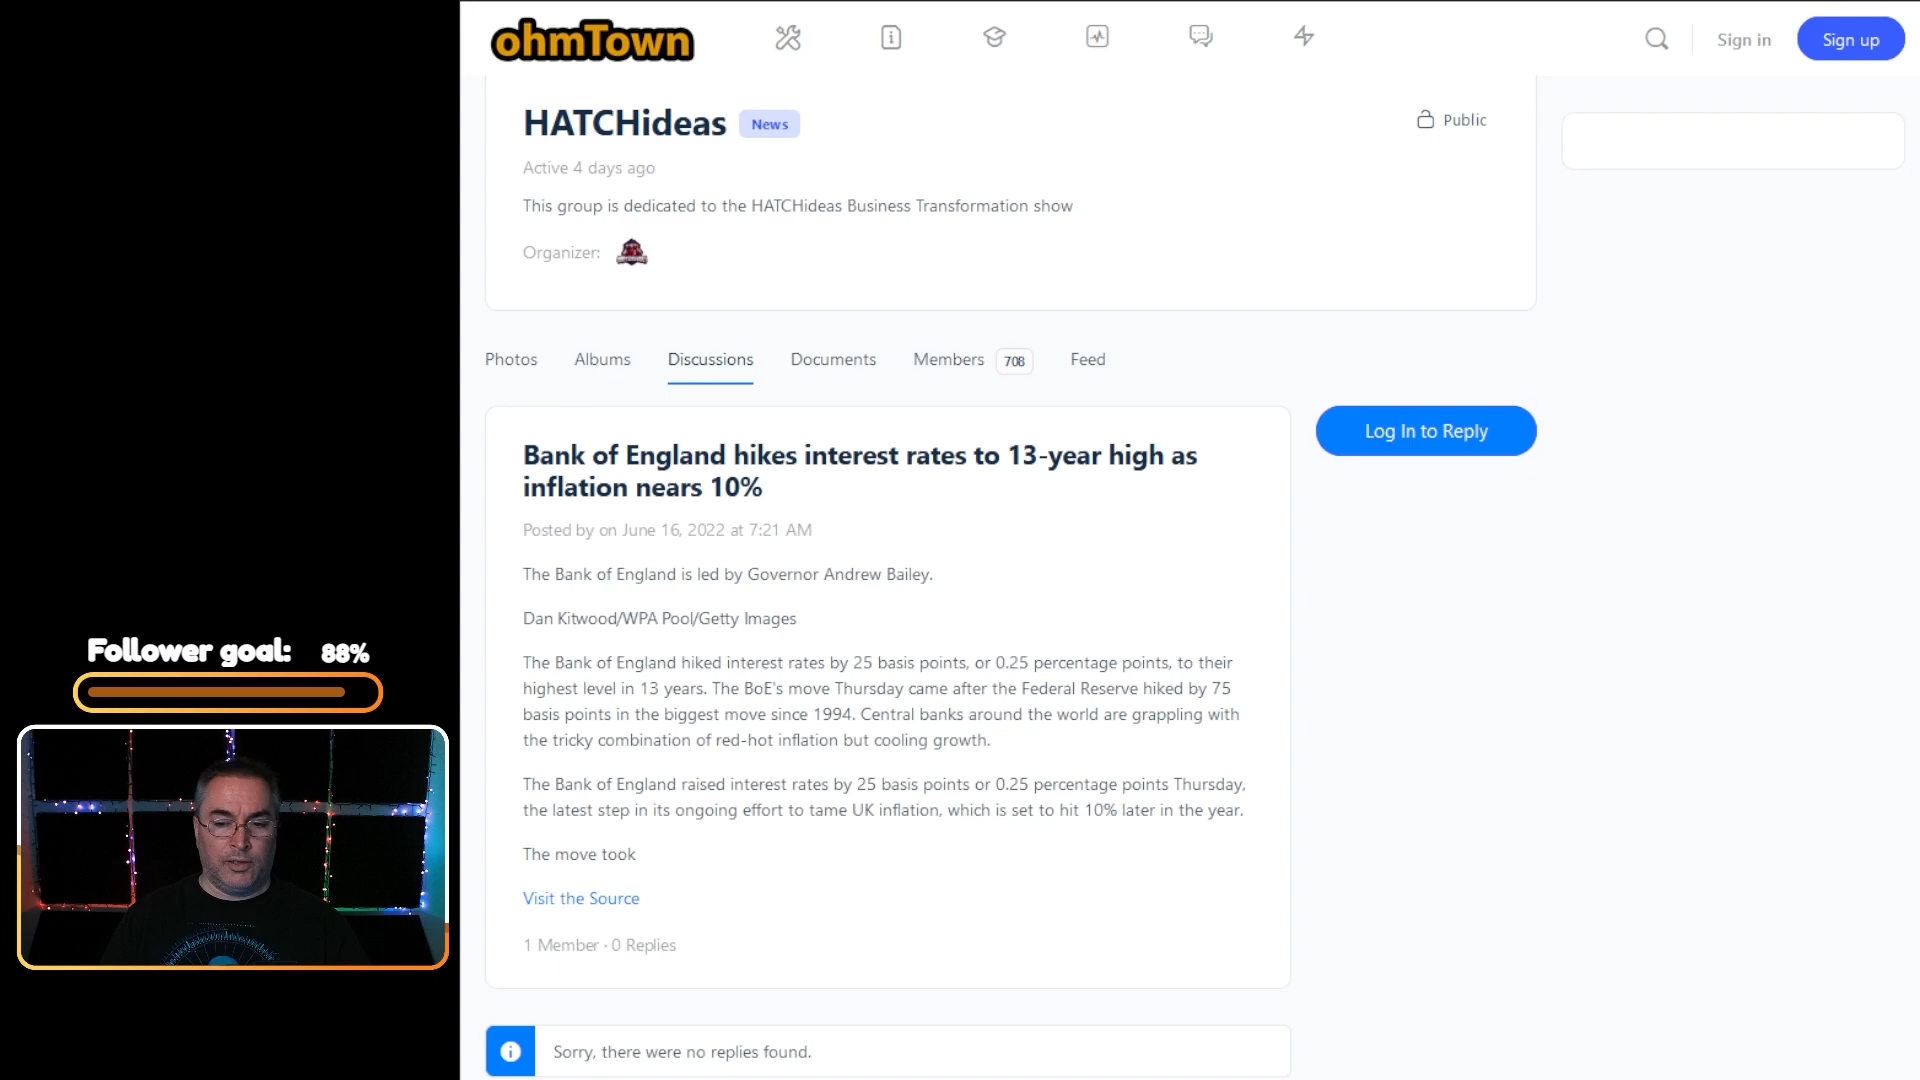 ohmTown
Sign in
Sign up
HATCHideas News
Public
Active 4 days ago
This group is dedicated to the HATCHideas Business Transformation show
Organizer:
Photos Albums Discussions Documents Members 708 Feed
Bank of England hikes interest rates to 13-year high as
inflation nears 10%
Log In to Reply
Posted by on June 16, 2022 at 7:21 AM
The Bank of England is led by Governor Andrew Bailey.
Dan Kitwood/WPA Pool/Getty Images
The Bank of England hiked interest rates by 25 basis points, or 0.25 percentage points, to their
highest level in 13 years. The BoE's move Thursday came after the Federal Reserve hiked by 75
basis points in the biggest move since 1994. Central banks around the world are grappling with
the tricky combination of red-hot inflation but cooling growth.
The Bank of England raised interest rates by 25 basis points or 0.25 percentage points Thursday,
the latest step in its ongoing effort to tame UK inflation, which is set to hit 10% later in the year.
The move took
Visit the Source
1 Member · 0 Replies
Sorry, there were no replies found.
Follower goal: 88%